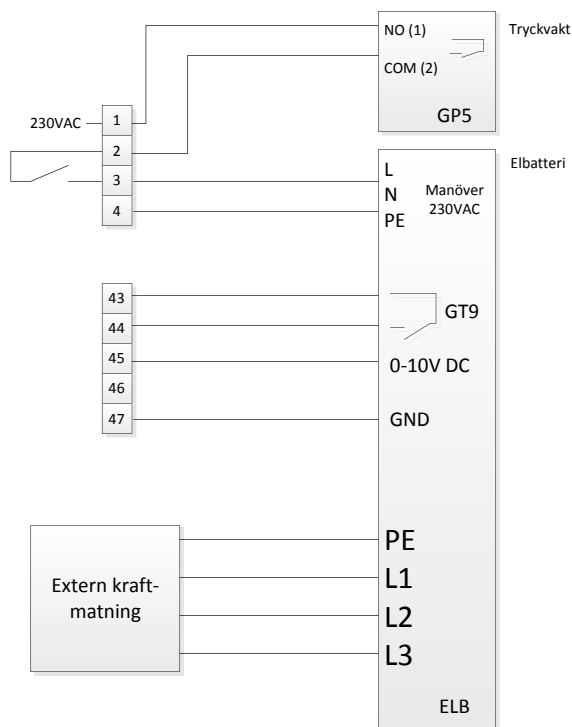 NO (1)
Tryckvakt
COM (2)
GP5
230VAC
1
2
3
4
Elbatteri
L
N
PE
Manöver
230VAC
43
44
45
46
47
GT9
0-10V DC
GND
Extern kraft-
matning
PE
L1
L2
L3
ELB